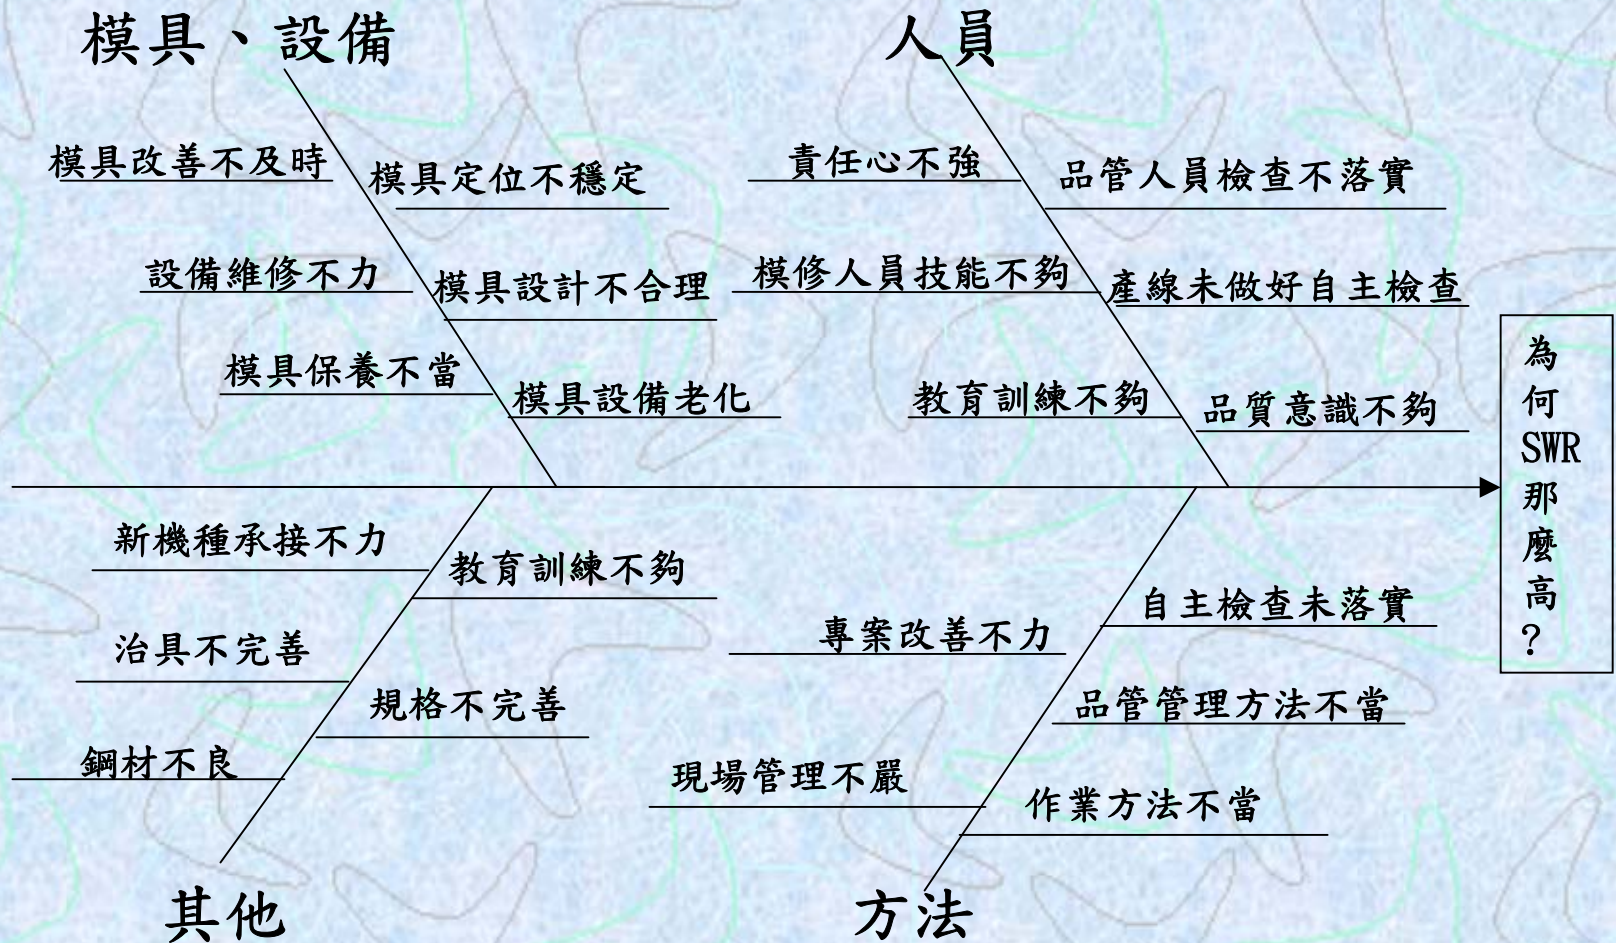 模具、設備
人員
模具改善不及時
模具定位不穩定
責任心不強
品管人員檢查不落實
設備維修不力
模具設計不合理
模修人員技能不夠
產線未做好自主檢查
模具保養不當
模具設備老化
教育訓練不夠
品質意識不夠
為
何
SWR
那
麼
高
?
新機種承接不力
教育訓練不夠
專案改善不力
自主檢查未落實
治具不完善
規格不完善
品管管理方法不當
鋼材不良
現場管理不嚴
作業方法不當
其他
方法